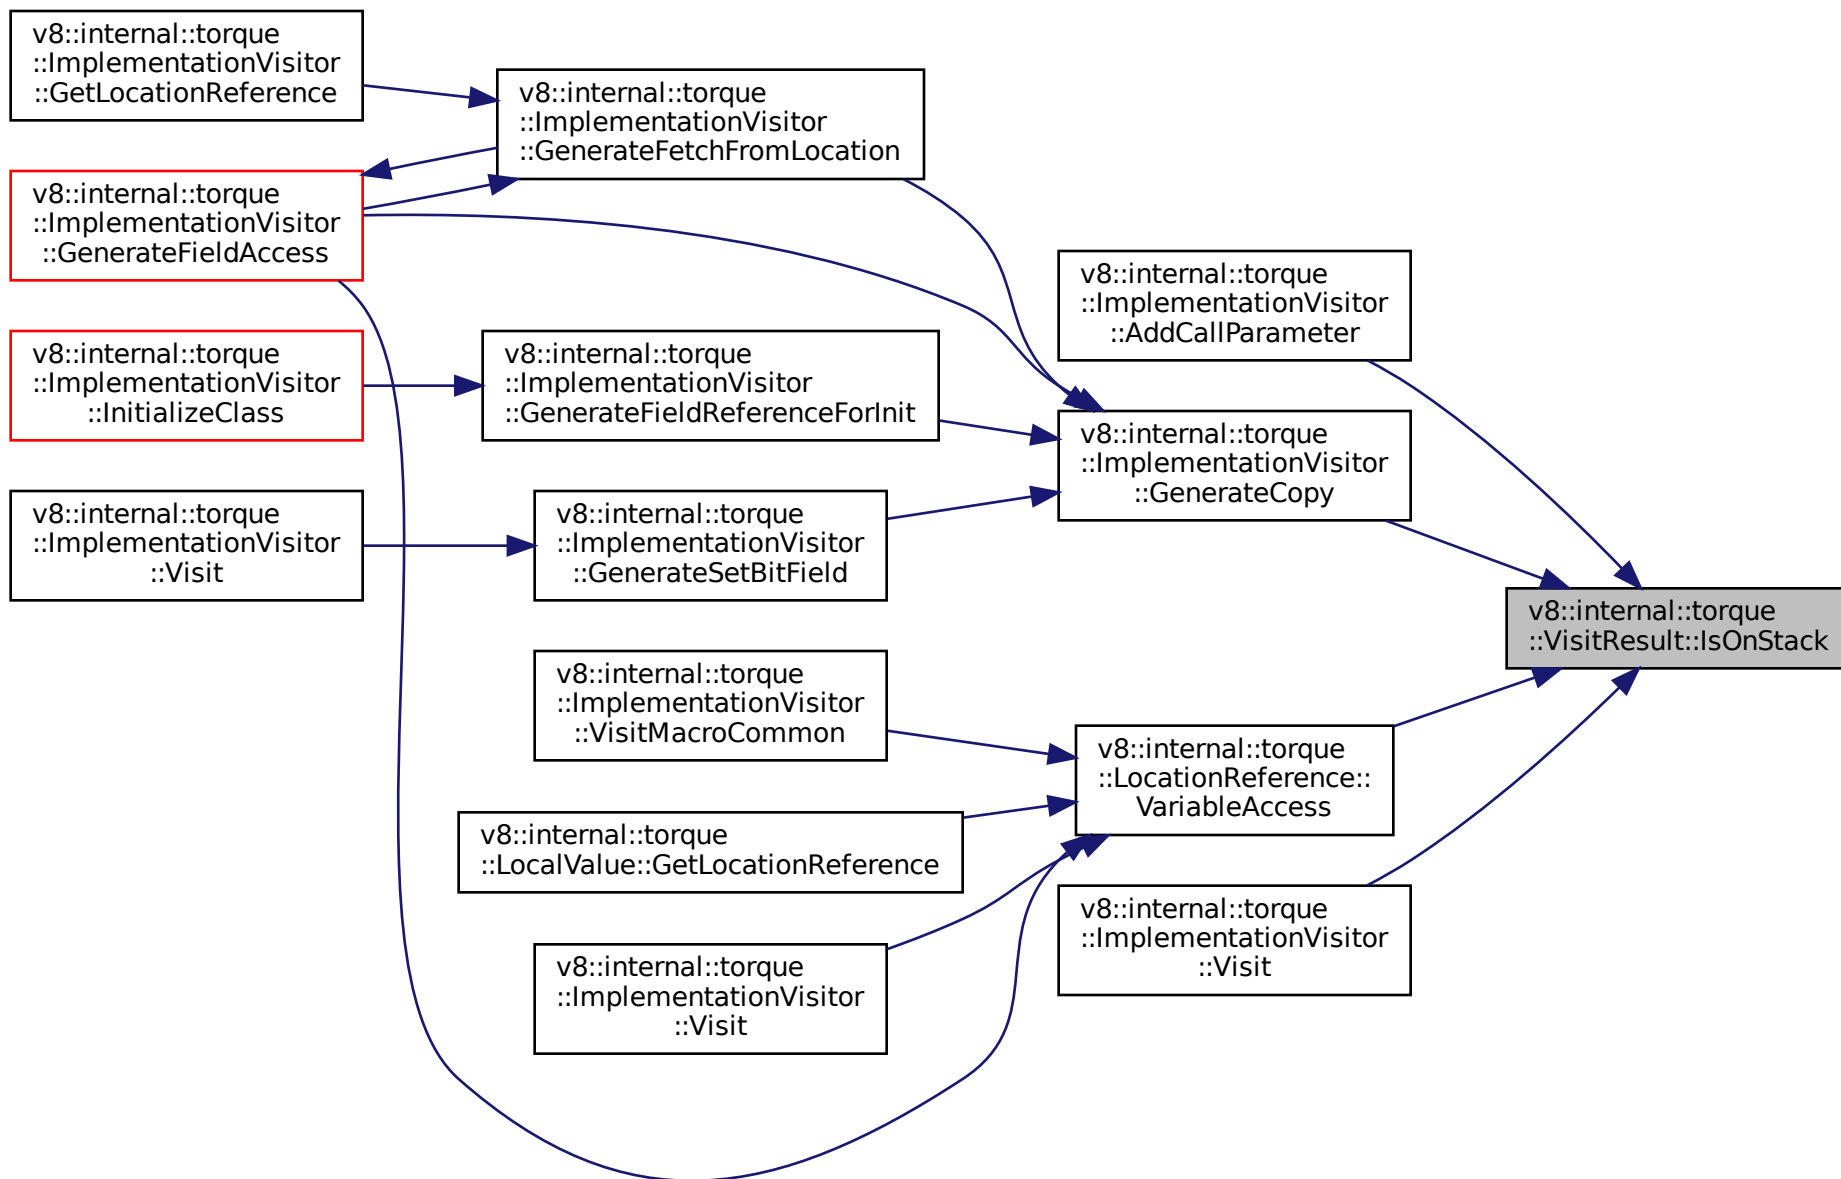 v8::internal::torque
::ImplementationVisitor
::GetLocationReference
v8::internal::torque
::ImplementationVisitor
::GenerateFetchFromLocation
v8::internal::torque
::ImplementationVisitor
::GenerateFieldAccess
v8::internal::torque
::ImplementationVisitor
::AddCallParameter
v8::internal::torque
::ImplementationVisitor
::InitializeClass
v8::internal::torque
::ImplementationVisitor
::GenerateFieldReferenceForInit
v8::internal::torque
::ImplementationVisitor
::GenerateCopy
v8::internal::torque
::ImplementationVisitor
::Visit
v8::internal::torque
::ImplementationVisitor
::GenerateSetBitField
v8::internal::torque
::VisitResult::IsOnStack
v8::internal::torque
::ImplementationVisitor
::VisitMacroCommon
v8::internal::torque
::LocationReference::
VariableAccess
v8::internal::torque
::LocalValue::GetLocationReference
v8::internal::torque
::ImplementationVisitor
::Visit
v8::internal::torque
::ImplementationVisitor
::Visit